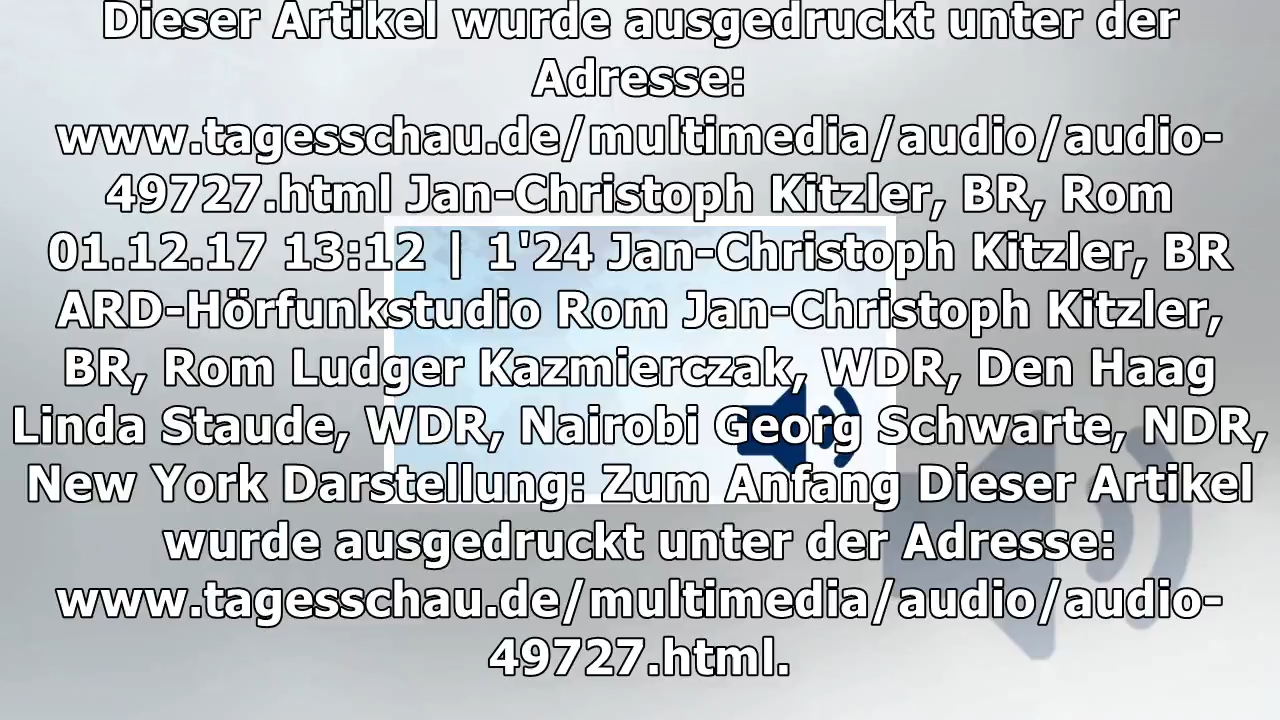 Dieser Artikel wurde ausgedruckt unter der
Adresse:
www.tagesschau.de/multimedia/audio/audio-
49727.html Jan-Christoph Kitzler, BR, Rom
01.12.17 13:12 | 1'24 Jan-Christoph Kitzler, BR
ARD-Hörfunkstudio Rom Jan-Christoph Kitzler,
BR, Rom Ludger Kazmierczak, WDR, Den Haag
Linda Staude, WDR, Nairobi Georg Schwarte, NDR,
New York Darstellung: Zum Anfang Dieser Artikel
wurde ausgedruckt unter der Adresse:
www.tagesschau.de/multimedia/audio/audio-
49727.html.